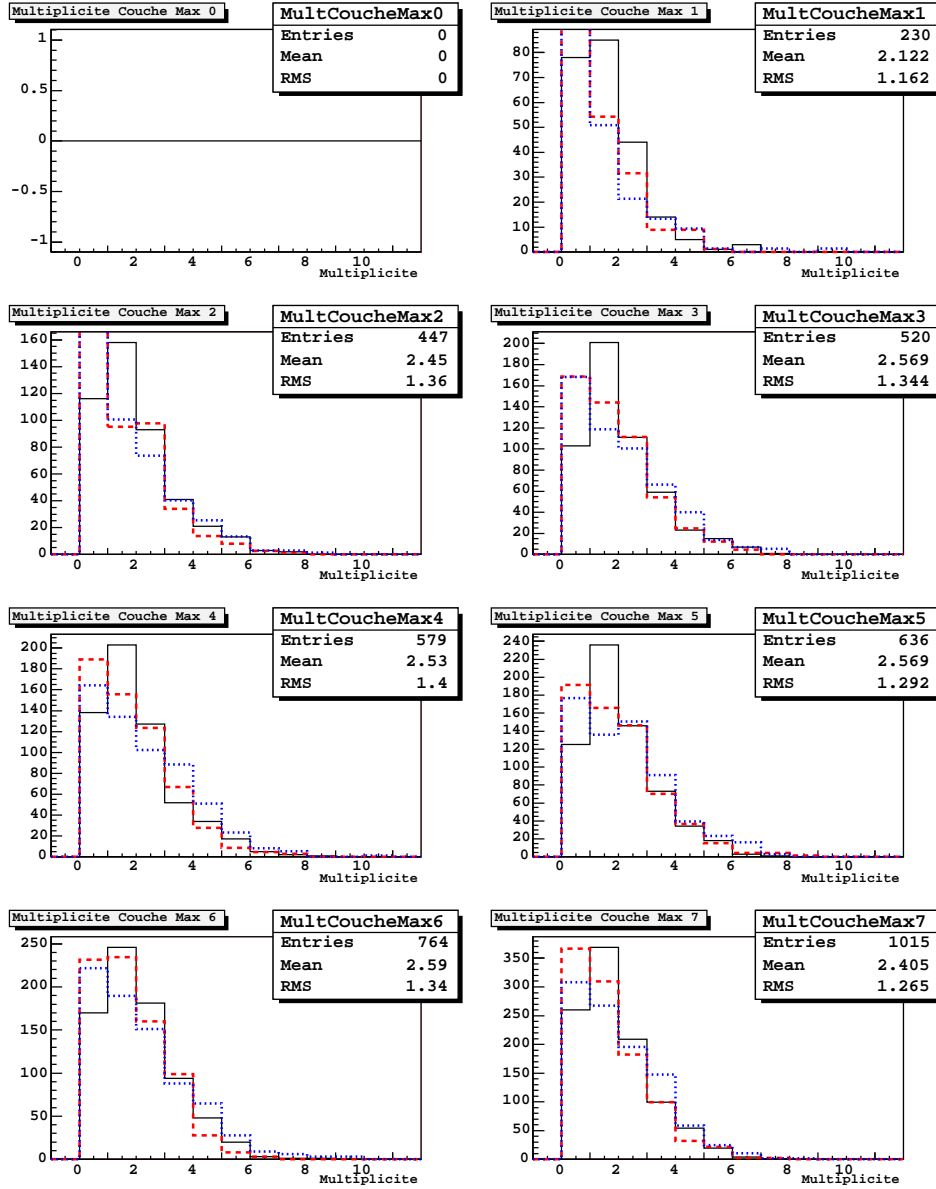 Multiplicite Couche Max 0
MultCoucheMax0
Entries 0
Mean 0
RMS 0
1
0.5
0
-0.5
-1
0 2 4 6 8 10
Multiplicite
Multiplicite Couche Max 1
MultCoucheMax1
Entries 230
Mean 2.122
RMS 1.162
80
70
60
50
40
30
20
10
0
0 2 4 6 8 10
Multiplicite
Multiplicite Couche Max 2
MultCoucheMax2
Entries 447
Mean 2.45
RMS 1.36
160
140
120
100
80
60
40
20
0
0 2 4 6 8 10
Multiplicite
Multiplicite Couche Max 3
MultCoucheMax3
Entries 520
Mean 2.569
RMS 1.344
200
180
160
140
120
100
80
60
40
20
0
0 2 4 6 8 10
Multiplicite
Multiplicite Couche Max 4
MultCoucheMax4
Entries 579
Mean 2.53
RMS 1.4
200
180
160
140
120
100
80
60
40
20
0
0 2 4 6 8 10
Multiplicite
Multiplicite Couche Max 5
MultCoucheMax5
Entries 636
Mean 2.569
RMS 1.292
240
220
200
180
160
140
120
100
80
60
40
20
0
0 2 4 6 8 10
Multiplicite
Multiplicite Couche Max 6
MultCoucheMax6
Entries 764
Mean 2.59
RMS 1.34
250
200
150
100
50
0
0 2 4 6 8 10
Multiplicite
Multiplicite Couche Max 7
MultCoucheMax7
Entries 1015
Mean 2.405
RMS 1.265
350
300
250
200
150
100
50
0
0 2 4 6 8 10
Multiplicite